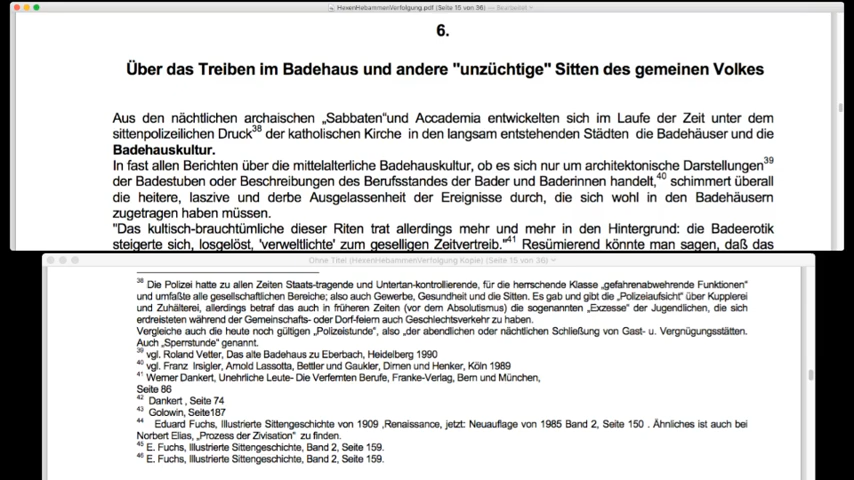 HexenHebammenVerfolgung.pdf (Seite 15 von 36) — Bearbeitet
6.
Über das Treiben im Badehaus und andere "unzüchtige" Sitten des gemeinen Volkes
Aus den nächtlichen archaischen „Sabbaten"und Accademia entwickelten sich im Laufe der Zeit unter dem
sittenpolizeilichen Druck38 der katholischen Kirche in den langsam entstehenden Städten die Badehäuser und die
Badehauskultur.
In fast allen Berichten über die mittelalterliche Badehauskultur, ob es sich nur um architektonische Darstellungen39
der Badestuben oder Beschreibungen des Berufsstandes der Bader und Baderinnen handelt,40 schimmert überall
die heitere, laszive und derbe Ausgelassenheit der Ereignisse durch, die sich wohl in den Badehäusern
zugetragen haben müssen.
"Das kultisch-brauchtümliche dieser Riten trat allerdings mehr und mehr in den Hintergrund: die Badeerotik
steigerte sich, losgelöst, 'verweltlichte' zum geselligen Zeitvertreib."41 Resümierend könnte man sagen, daß das
Ohne Titel (HexenHebammenVerfolgung Kopie) (Seite 15 von 36)
38 Die Polizei hatte zu allen Zeiten Staats-tragende und Untertan-kontrollierende, für die herrschende Klasse „gefahrenabwehrende Funktionen"
und umfaßte alle gesellschaftlichen Bereiche; also auch Gewerbe, Gesundheit und die Sitten. Es gab und gibt die „Polizeiaufsicht" über Kupplerei
und Zuhälterei, allerdings betraf das auch in früheren Zeiten (vor dem Absolutismus) die sogenannten „Exzesse" der Jugendlichen, die sich
erdreisteten während der Gemeinschafts- oder Dorf-feiern auch Geschlechtsverkehr zu haben.
Vergleiche auch die heute noch gültigen „Polizeistunde", also „der abendlichen oder nächtlichen Schließung von Gast- u. Vergnügungsstätten.
Auch „Sperrstunde" genannt.
39 vgl. Roland Vetter, Das alte Badehaus zu Eberbach, Heidelberg 1990
40 vgl. Franz Irsigler, Arnold Lassotta, Bettler und Gaukler, Dirnen und Henker, Köln 1989
41 Werner Dankert, Unehrliche Leute- Die Verfemten Berufe, Franke-Verlag, Bern und München,
Seite 86
42 Dankert , Seite 74
43 Golowin, Seite187
44 Eduard Fuchs, Illustrierte Sittengeschichte von 1909 ,Renaissance, jetzt: Neuauflage von 1985 Band 2, Seite 150 . Ähnliches ist auch bei
Norbert Elias, „Prozess der Zivisation" zu finden.
45 E. Fuchs, Illustrierte Sittengeschichte, Band 2, Seite 159.
46 E. Fuchs, Illustrierte Sittengeschichte, Band 2, Seite 159.